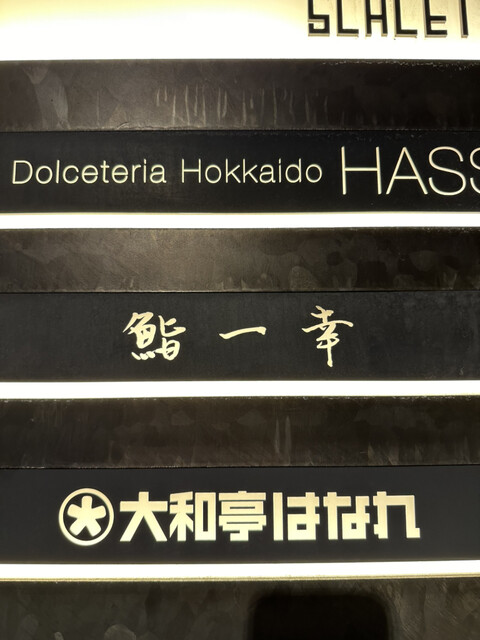 Dolceteria Hokkaido HASS
鮨 一 幸
大和亭はなれ